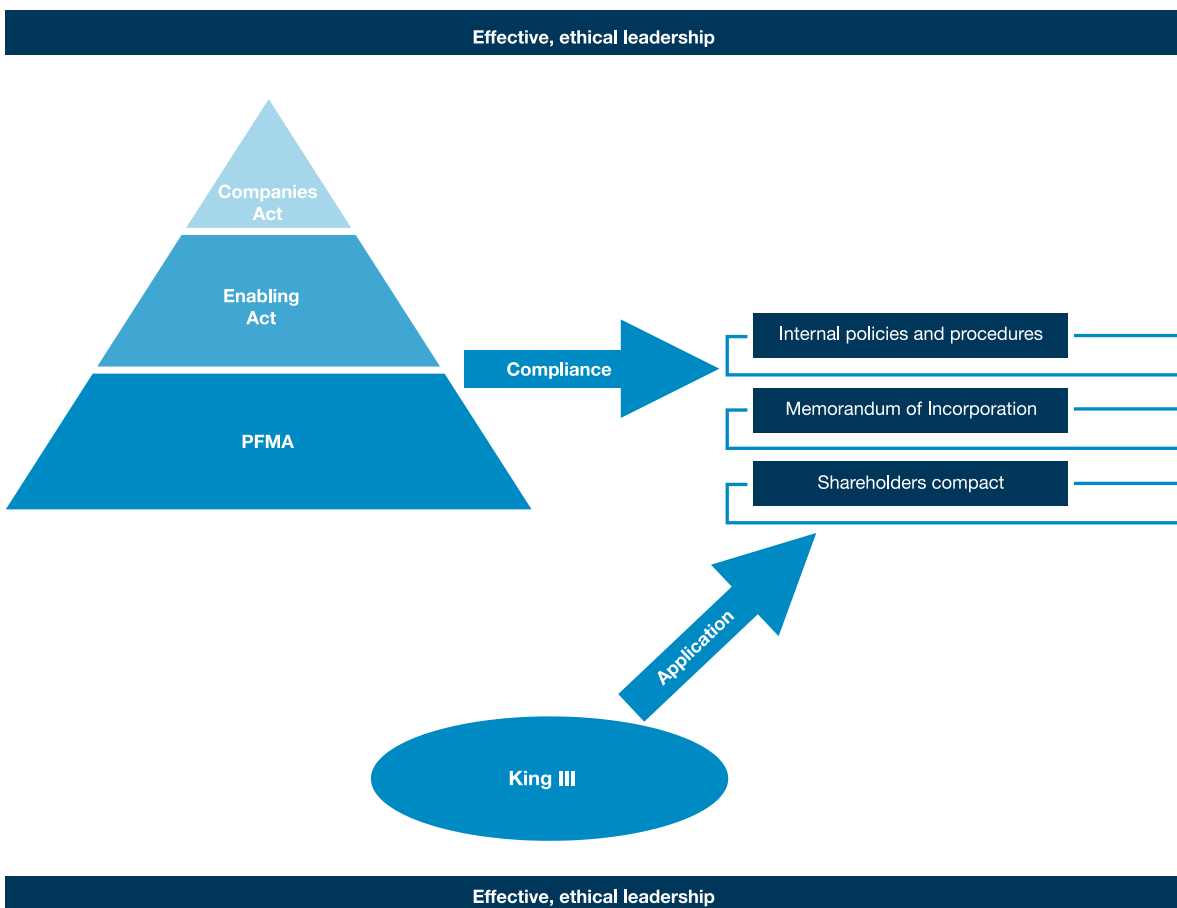 Effective, ethical leadership
Companies
Act
Enabling
Act
PFMA
Compliance
Internal policies and procedures
Memorandum of Incorporation
Shareholders compact
Application
King III
Effective, ethical leadership